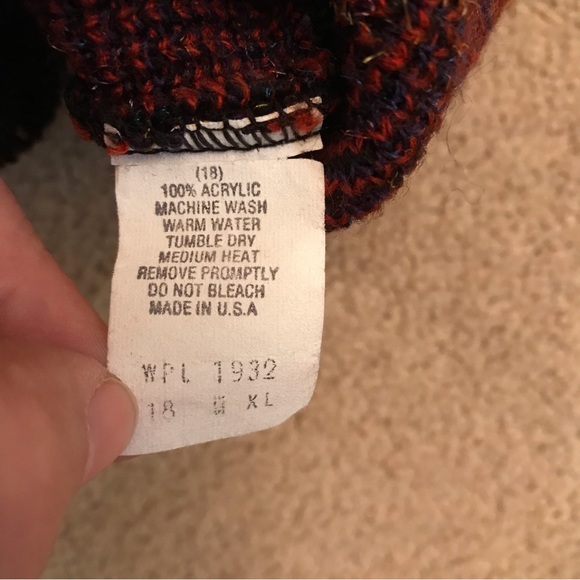 (18)
100% ACRYLIC
MACHINE WASH
WARM WATER
TUMBLE DRY
MEDIUM HEAT
REMOVE PROMPTLY
DO NOT BLEACH
MADE IN U.S.A
WPL 1932
18 XL